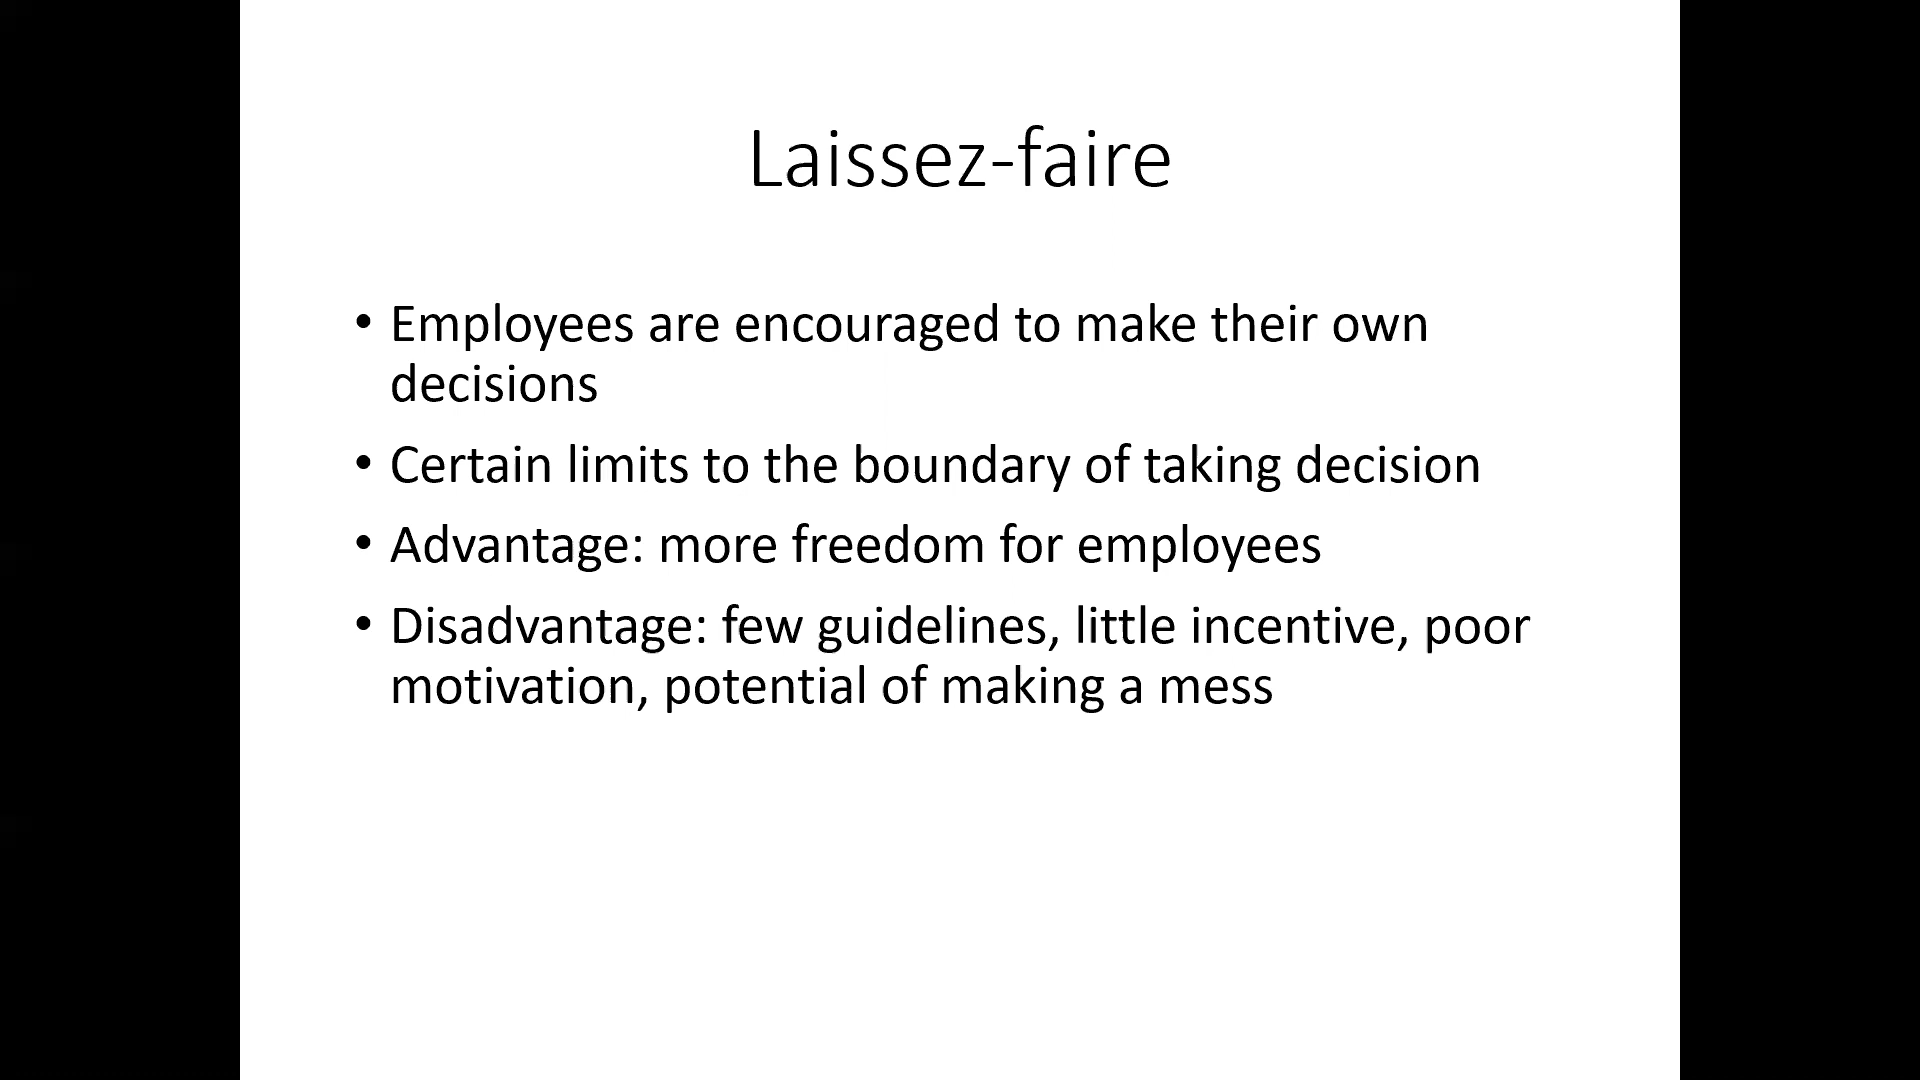 Laissez-faire
• Employees are encouraged to make their own
decisions
• Certain limits to the boundary of taking decision
• Advantage: more freedom for employees
• Disadvantage: few guidelines, little incentive, poor
motivation, potential of making a mess